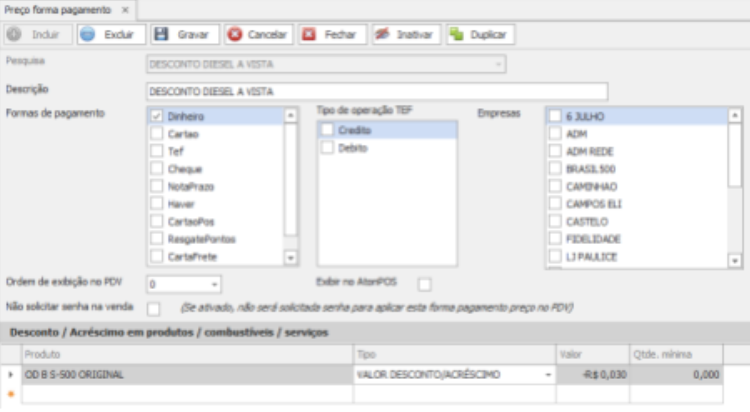 Preço forma pagamento ×
Incluir Excluir Gravar Cancelar Fechar Inativar Duplicar
Pesquisa DESCONTO DIESEL A VISTA
Descrição DESCONTO DIESEL A VISTA
Formas de pagamento
Dinheiro
Cartao
Tef
Cheque
NotaPrazo
Haver
CartaoPos
ResgatePontos
CartaFrete
Tipo de operação TEF
Credito
Debito
Empresas
6 JULHO
ADM
ADM REDE
BRASIL500
CAMINHAO
CAMPOS ELI
CASTELO
FIDELIDADE
LJ PAULICE
Ordem de exibição no PDV 0
Exibir no AtonPOS
Não solicitar senha na venda (Se ativado, não será solicitada senha para aplicar esta forma pagamento preço no PDV)
Desconto / Acréscimo em produtos / combustíveis / serviços
Produto Tipo Valor Qtde. mínima
OD B S-500 ORIGINAL VALOR DESCONTO/ACRÉSCIMO -R$ 0,030 0,000